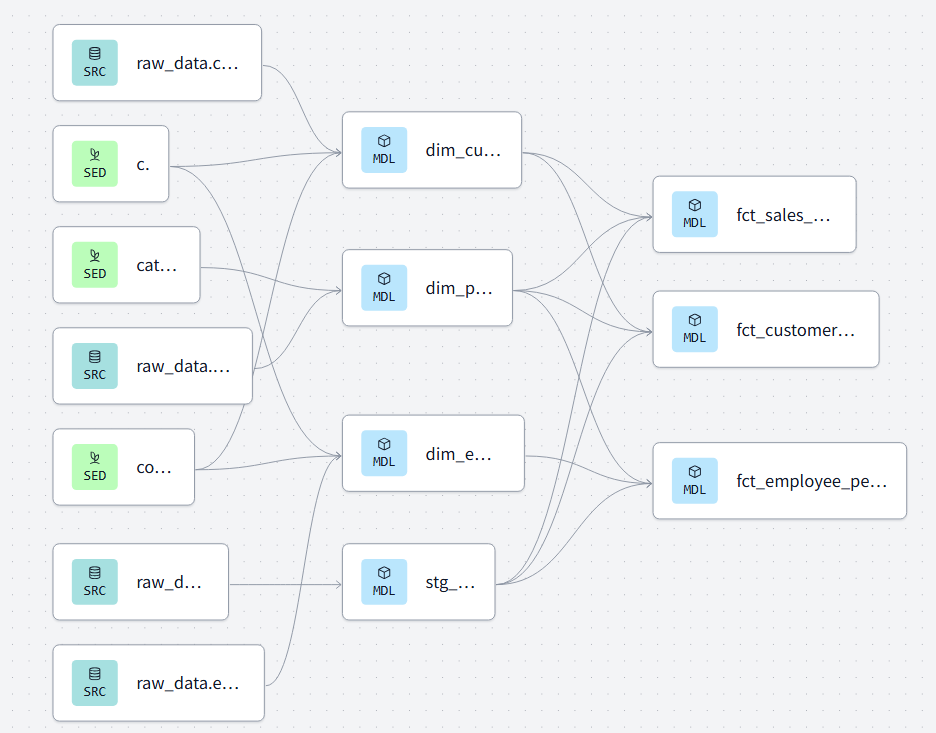 SRC
raw_data.c...
SED
c.
SED
cat...
SRC
raw_data....
SED
co...
SRC
raw_d...
SRC
raw_data.e...
MDL
dim_cu...
MDL
dim_p...
MDL
dim_e...
MDL
stg_...
MDL
fct_sales_...
MDL
fct_customer...
MDL
fct_employee_pe...